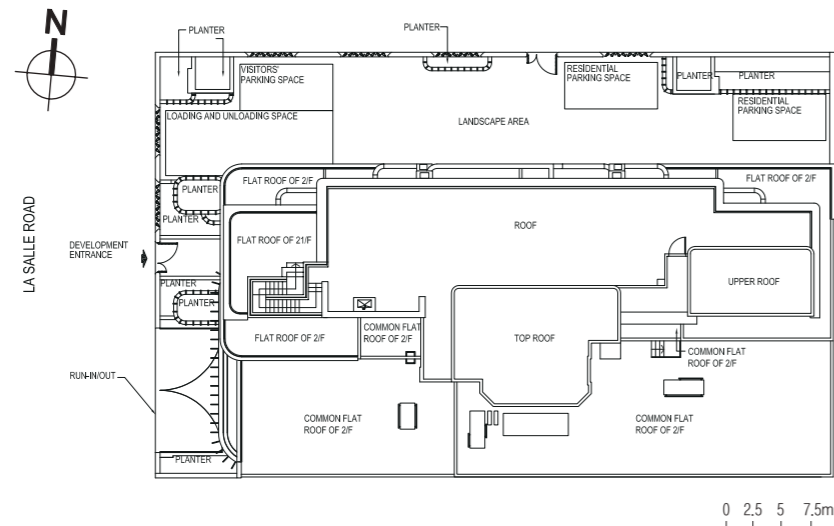 N
PLANTER
PLANTER
VISITORS'
PARKING SPACE
RESIDENTIAL
PARKING SPACE
PLANTER
PLANTER
LOADING AND UNLOADING SPACE
LANDSCAPE AREA
RESIDENTIAL
PARKING SPACE
FLAT ROOF OF 2/F
FLAT ROOF OF 2/F
PLANTER
PLANTER
ROOF
LA SALLE ROAD
DEVELOPMENT
ENTRANCE
FLAT ROOF OF 21/F
UPPER ROOF
PLANTER
PLANTER
FLAT ROOF OF 2/F
COMMON FLAT
ROOF OF 2/F
TOP ROOF
COMMON FLAT
ROOF OF 2/F
RUN-IN/OUT
COMMON FLAT
ROOF OF 2/F
COMMON FLAT
ROOF OF 2/F
PLANTER
0 2.5 5 7.5m